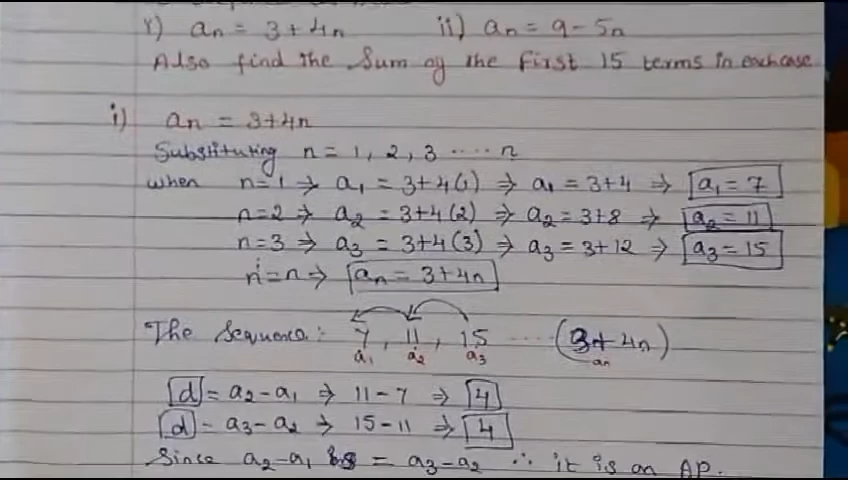 i) an = 3+4n ii) an = 9-5n
Also find the Sum of the first 15 terms in each case
i) an = 3+4n
Substituting n = 1, 2, 3 ..... n
when n=1 ⇒ a1 = 3+4(1) ⇒ a1 = 3+4 ⇒ a1 = 7
n=2 ⇒ a2 = 3+4(2) ⇒ a2 = 3+8 ⇒ a2 = 11
n=3 ⇒ a3 = 3+4(3) ⇒ a3 = 3+12 ⇒ a3 = 15
n=n ⇒ an = 3+4n
The Sequence: 7, 11, 15 ..... (3+4n)
a1 a2 a3 an
d = a2-a1 ⇒ 11-7 ⇒ 4
d = a3-a2 ⇒ 15-11 ⇒ 4
Since a2-a1 = a3-a2 ∴ it is an AP.